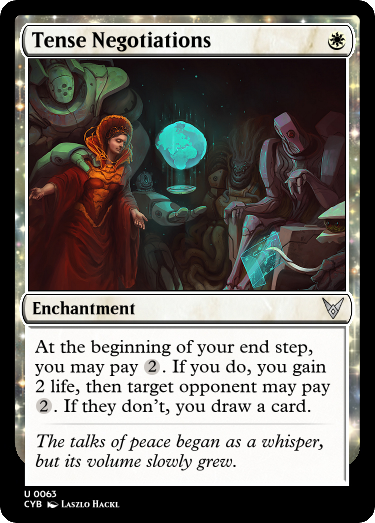 Tense Negotiations
Enchantment
At the beginning of your end step,
you may pay 2. If you do, you gain
2 life, then target opponent may pay
2. If they don't, you draw a card.
The talks of peace began as a whisper,
but its volume slowly grew.
U 0063
CYB Laszlo Hackl